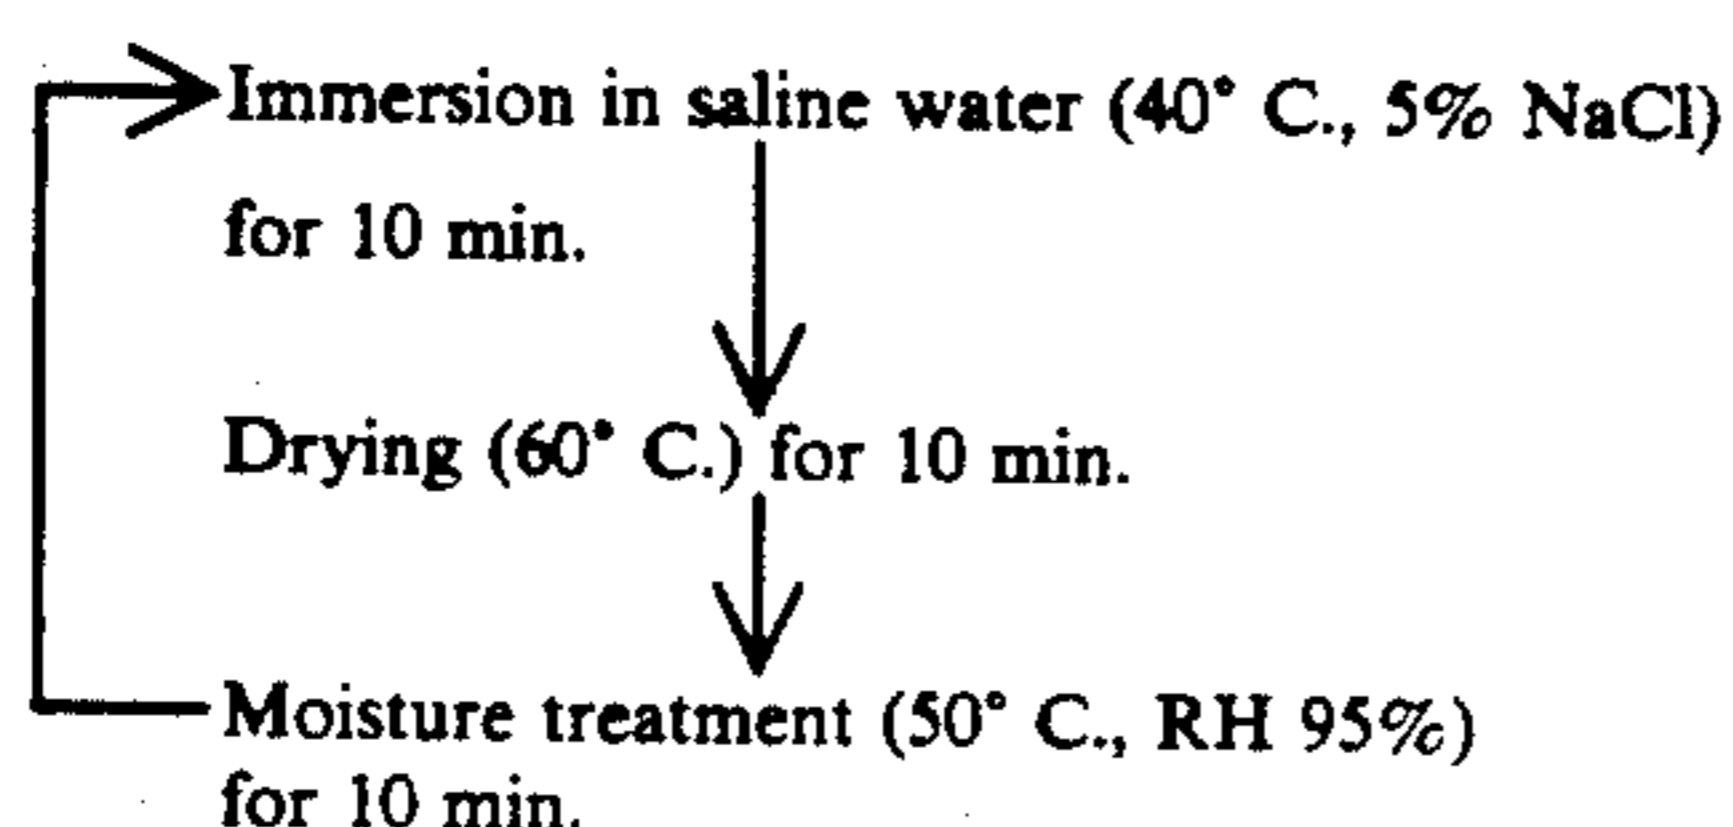 Immersion in saline water (40° C., 5% NaCl)
for 10 min.
Drying (60° C.) for 10 min.
Moisture treatment (50° C., RH 95%)
for 10 min.